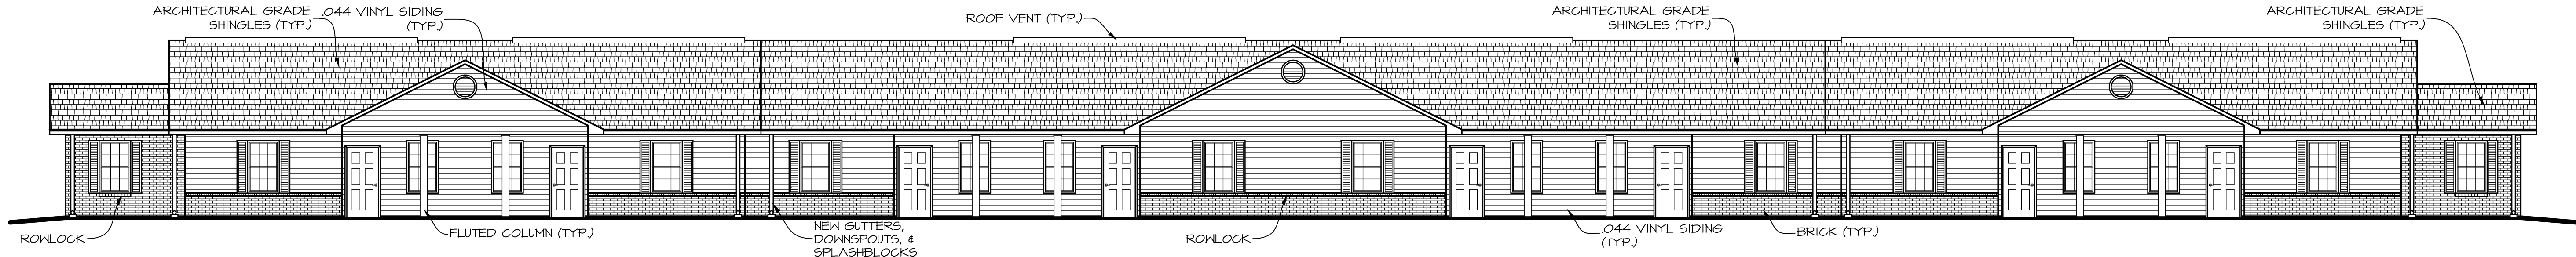 ARCHITECTURAL GRADE
SHINGLES (TYP.)
.044 VINYL SIDING
(TYP.)
ROOF VENT (TYP.)
ARCHITECTURAL GRADE
SHINGLES (TYP.)
ARCHITECTURAL GRADE
SHINGLES (TYP.)
ROWLOCK
FLUTED COLUMN (TYP.)
NEW GUTTERS,
DOWNSPOUTS, &
SPLASHBLOCKS
ROWLOCK
.044 VINYL SIDING
(TYP.)
BRICK (TYP.)